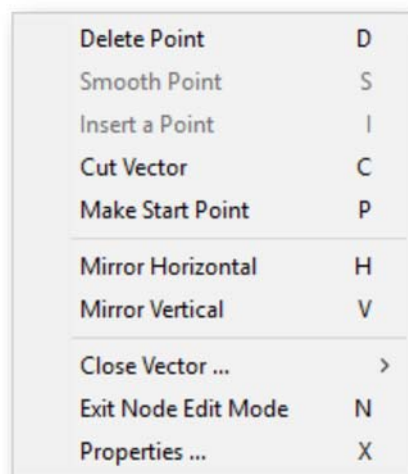 Delete Point D
Smooth Point S
Insert a Point I
Cut Vector C
Make Start Point P
Mirror Horizontal H
Mirror Vertical V
Close Vector ... >
Exit Node Edit Mode N
Properties ... X